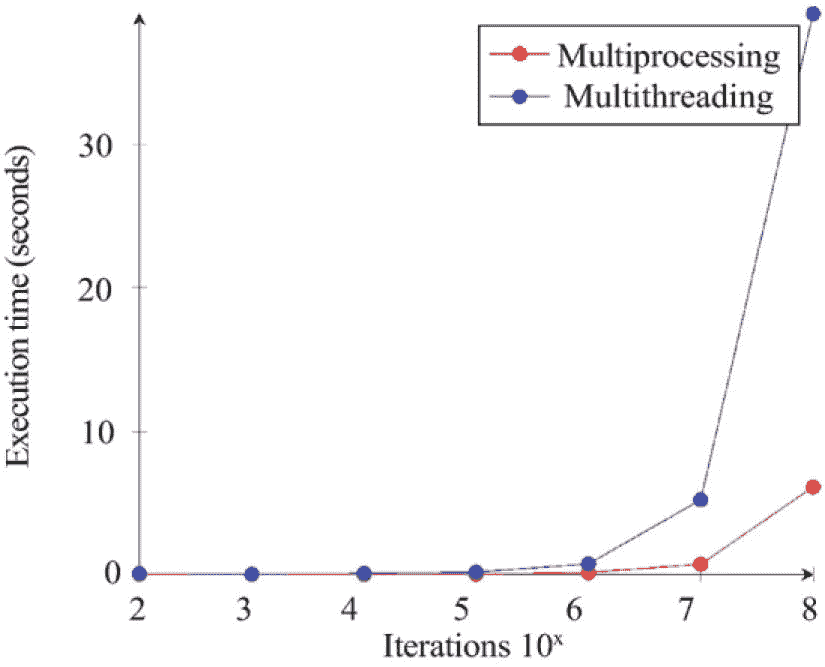 Multiprocessing
Multithreading
Execution time (seconds)
30
20
10
0
2 3 4 5 6 7 8
Iterations 10ˣ